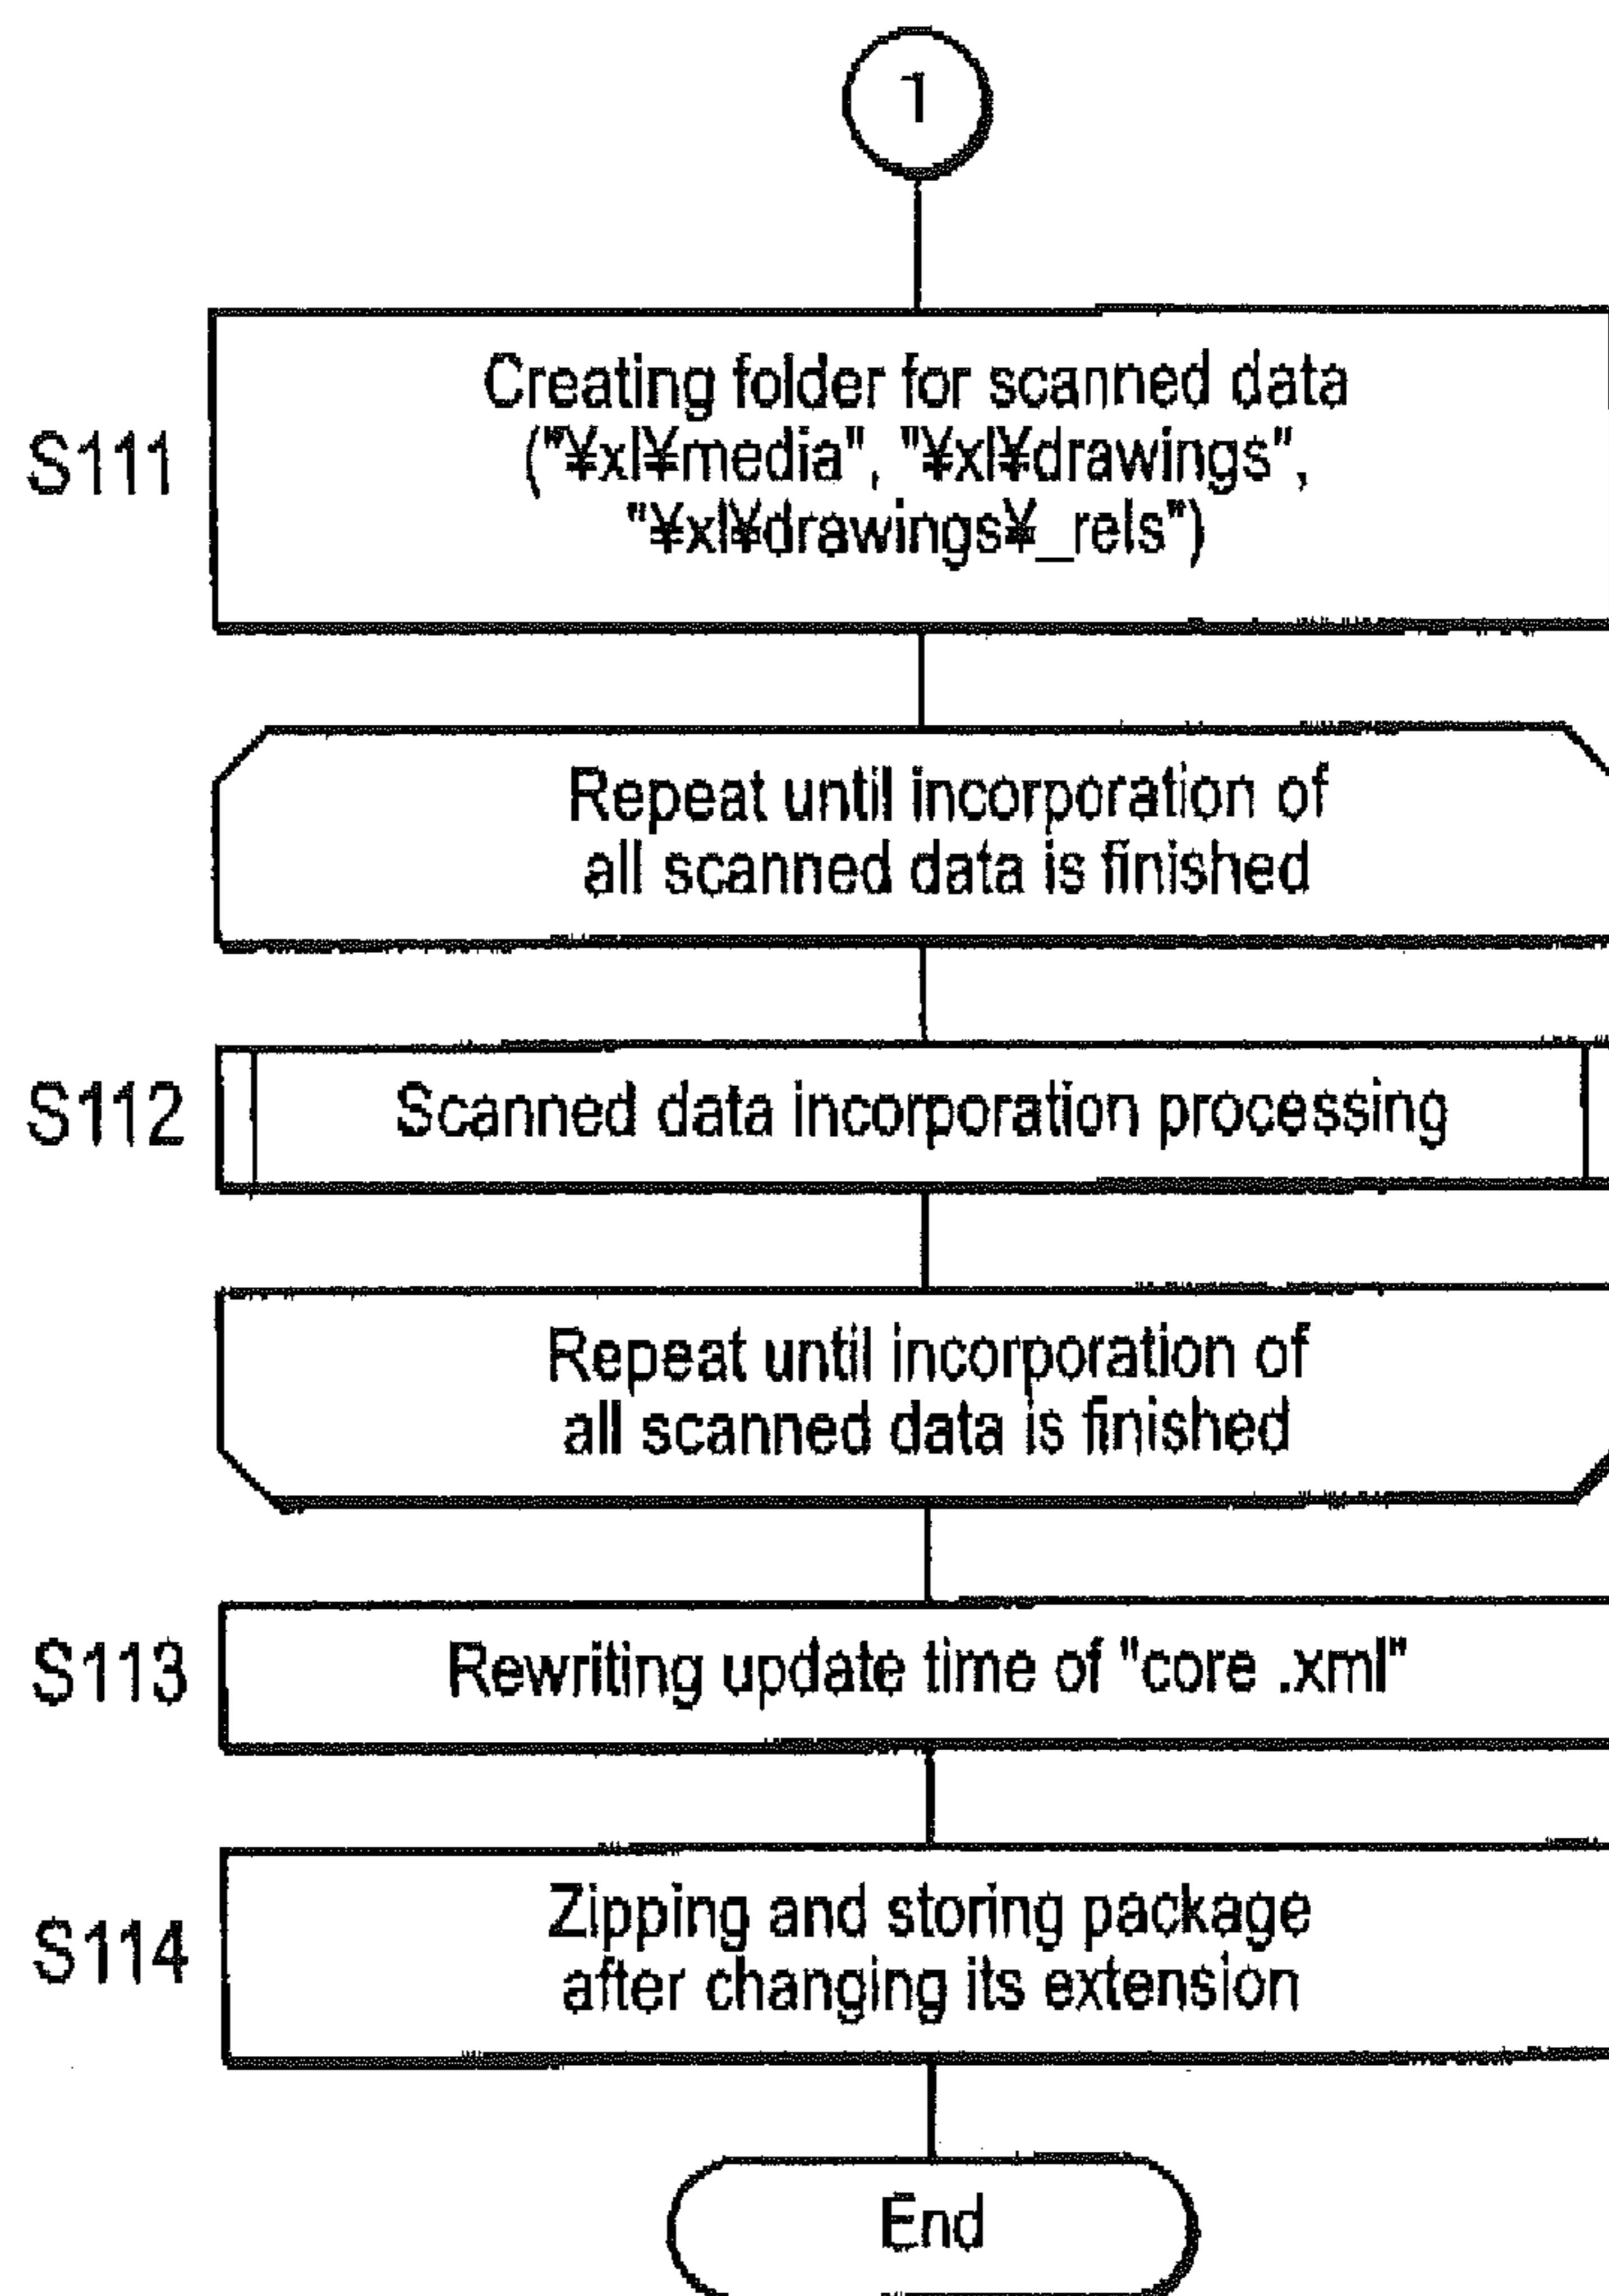 1
S111
Creating folder for scanned data
("¥xl¥media", "¥xl¥drawings",
"¥xl¥drawings¥_rels")
Repeat until incorporation of
all scanned data is finished
S112
Scanned data incorporation processing
Repeat until incorporation of
all scanned data is finished
S113
Rewriting update time of "core .xml"
S114
Zipping and storing package
after changing its extension
End